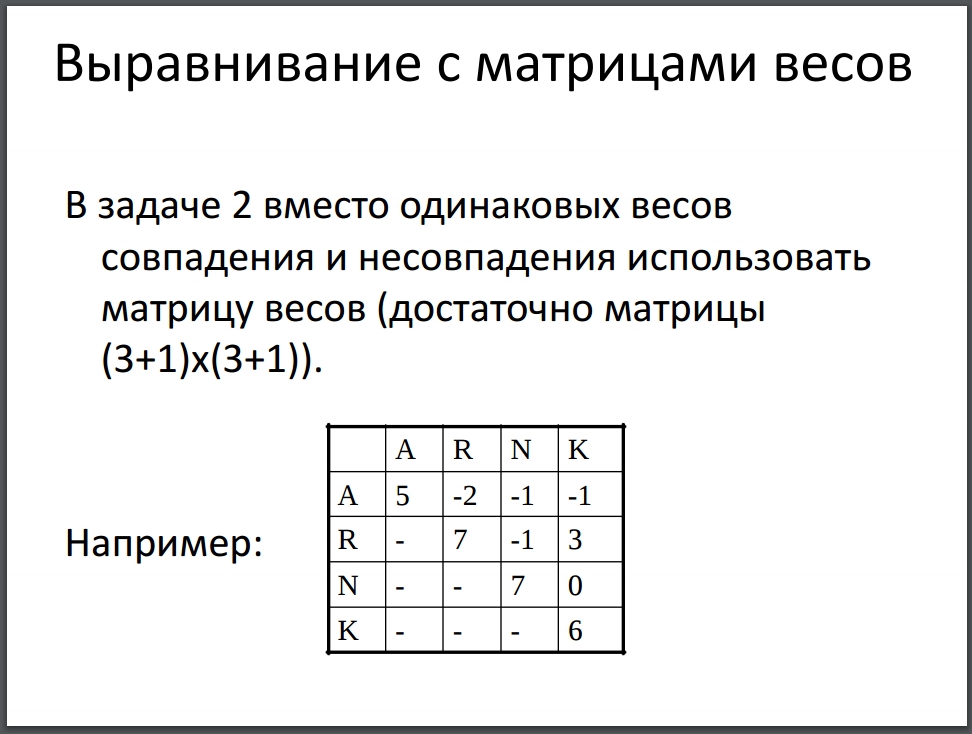 Выравнивание с матрицами весов
В задаче 2 вместо одинаковых весов
совпадения и несовпадения использовать
матрицу весов (достаточно матрицы
(3+1)x(3+1)).
Например:
A R N K
A 5 -2 -1 -1
R - 7 -1 3
N - - 7 0
K - - - 6